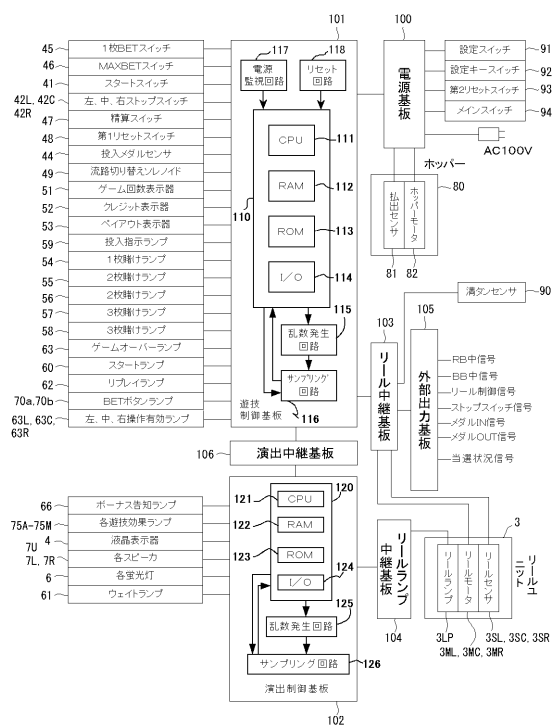 101
45 1枚BETスイッチ
46 MAXBETスイッチ
41 スタートスイッチ
42L, 42C 左、中、右ストップスイッチ
42R
47 精算スイッチ
48 第1リセットスイッチ
44 投入メダルセンサ
49 流路切り替えソレノイド
51 ゲーム回数表示器
52 クレジット表示器
53 ペイアウト表示器
59 投入指示ランプ
54 1枚賭けランプ
55 2枚賭けランプ
56 2枚賭けランプ
57 3枚賭けランプ
58 3枚賭けランプ
63 ゲームオーバーランプ
60 スタートランプ
62 リプレイランプ
70a, 70b BETボタンランプ
63L, 63C, 左、中、右操作有効ランプ
63R
117 118
電源
監視回路
リセット
回路
CPU 111
RAM 112
110
ROM 113
I/O 114
115
乱数発生
回路
サンプリング
回路
遊技
制御基板
116
100
電源基板
設定スイッチ 91
設定キースイッチ 92
第2リセットスイッチ 93
メインスイッチ 94
AC100V
ホッパー
80
払出センサ
ホッパーモータ
81 82
満タンセンサ 90
103
リール中継基板
105
外部出力基板
RB中信号
BB中信号
リール制御信号
ストップスイッチ信号
メダルIN信号
メダルOUT信号
当選状況信号
106 演出中継基板
66 ボーナス告知ランプ
75A-75M 各遊技効果ランプ
4 液晶表示器
7U
7L, 7R 各スピーカ
6 各蛍光灯
61 ウェイトランプ
120
121 CPU
122 RAM
123 ROM
I/O 124
125
乱数発生回路
サンプリング回路 126
演出制御基板
102
リールランプ
中継基板
104
3
リールユニット
リールランプ
リールモータ
リールセンサ
3LP 3SL, 3SC, 3SR
3ML, 3MC, 3MR